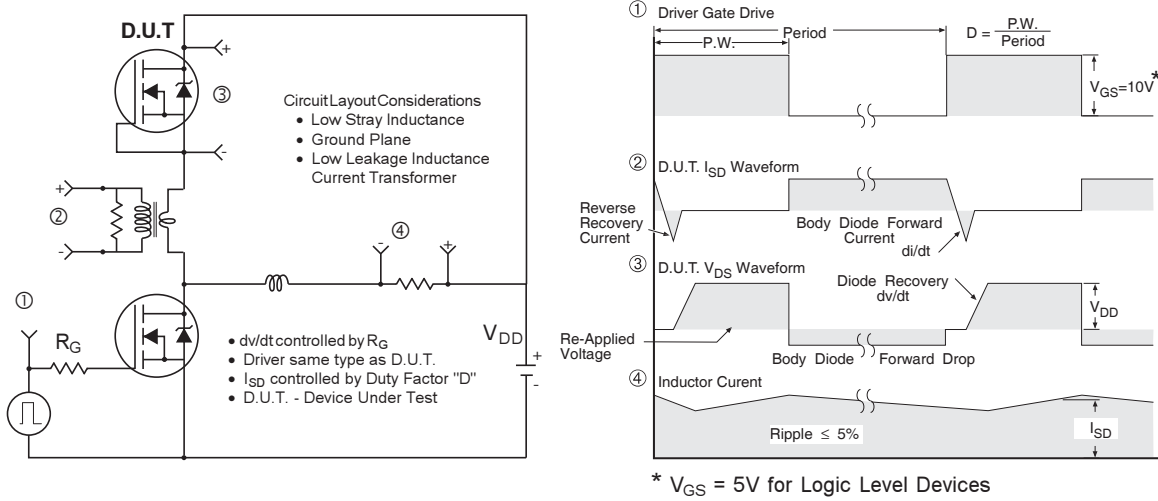 D.U.T
+
③
-
Circuit Layout Considerations
• Low Stray Inductance
• Ground Plane
• Low Leakage Inductance
Current Transformer
+
②
-
④
-
+
①
R_G
V_DD
+
-
• dv/dt controlled by R_G
• Driver same type as D.U.T.
• I_SD controlled by Duty Factor "D"
• D.U.T. - Device Under Test
① Driver Gate Drive
P.W.
Period
D = P.W. / Period
V_GS=10V*
② D.U.T. I_SD Waveform
Reverse
Recovery
Current
Body Diode Forward
Current
di/dt
③ D.U.T. V_DS Waveform
Diode Recovery
dv/dt
V_DD
Re-Applied
Voltage
Body Diode Forward Drop
④ Inductor Curent
Ripple ≤ 5%
I_SD
* V_GS = 5V for Logic Level Devices